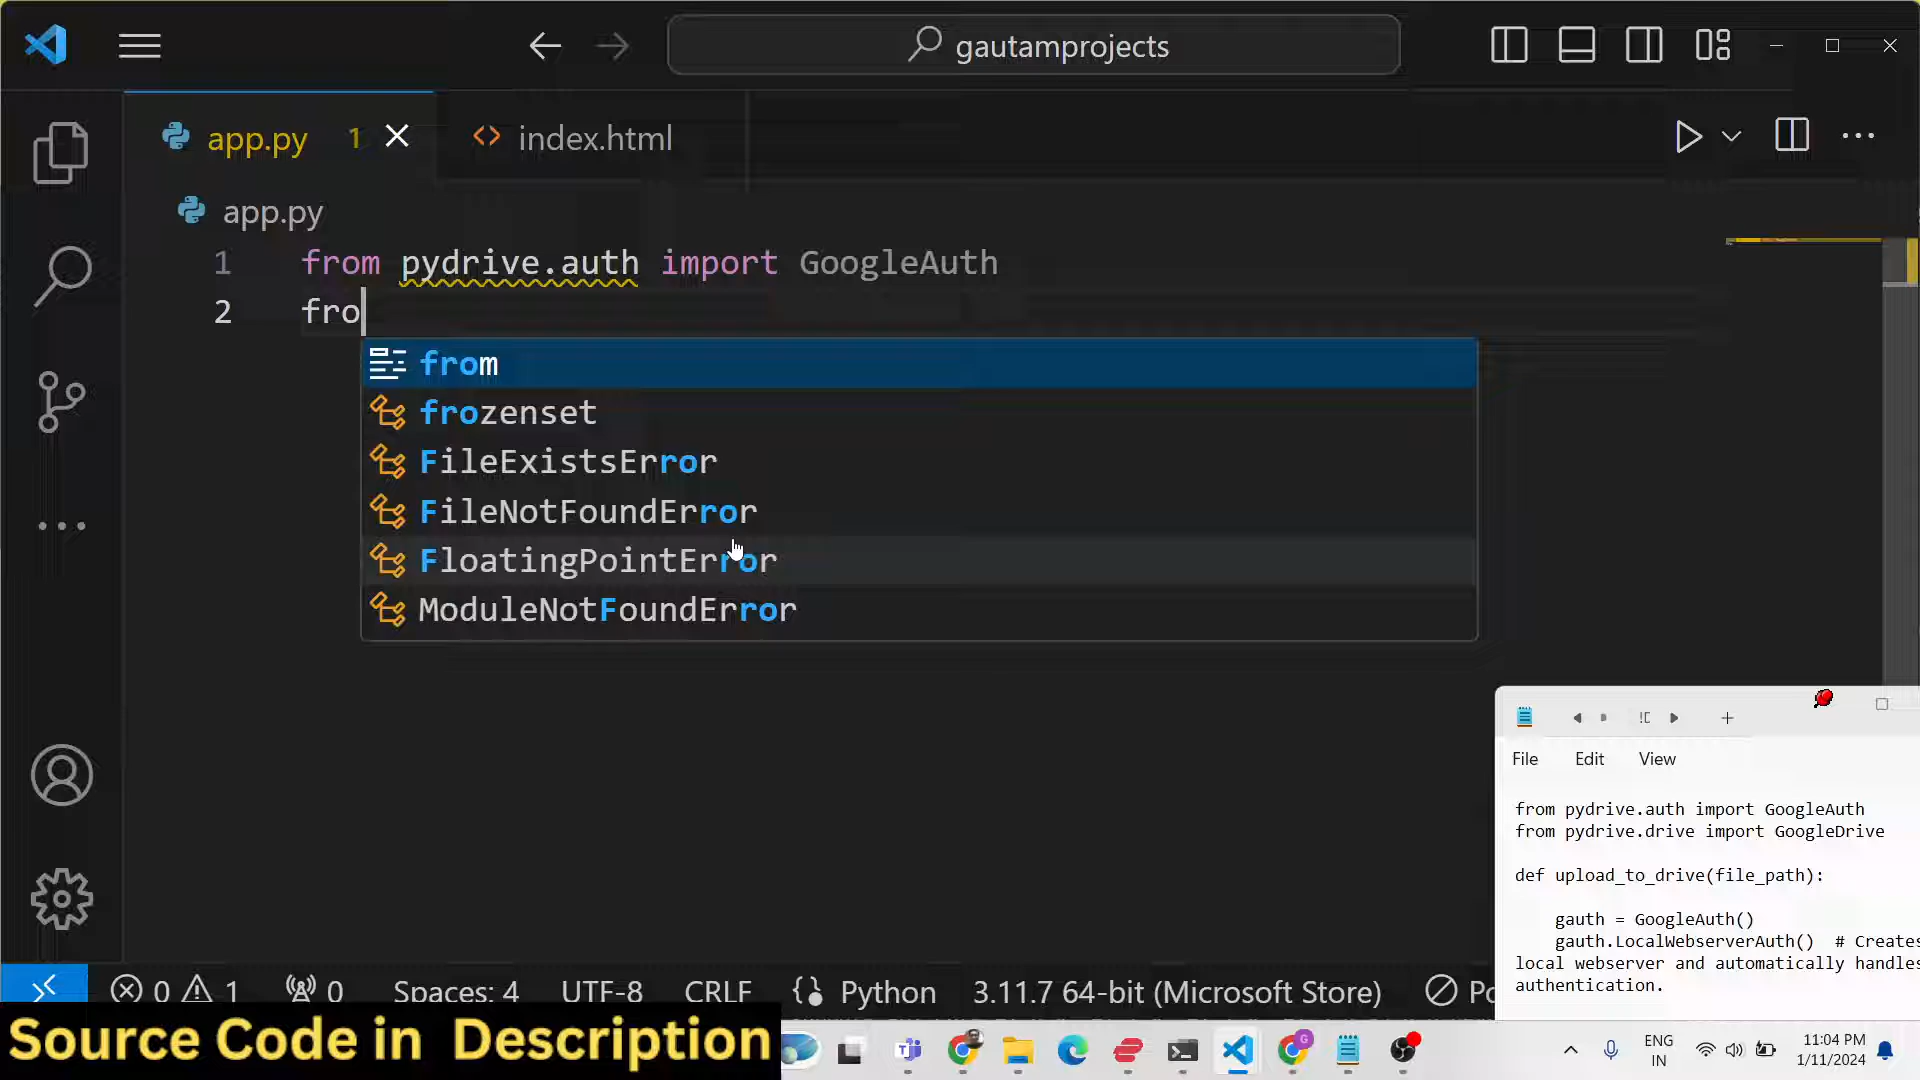 gautamprojects
app.py 1
index.html
app.py
1 from pydrive.auth import GoogleAuth
2 fro
from
frozenset
FileExistsError
FileNotFoundError
FloatingPointError
ModuleNotFoundError
File Edit View
from pydrive.auth import GoogleAuth
from pydrive.drive import GoogleDrive
def upload_to_drive(file_path):
gauth = GoogleAuth()
gauth.LocalWebserverAuth() # Creates
local webserver and automatically handles
authentication.
0 1 0 Spaces: 4 UTF-8 CRLF Python 3.11.7 64-bit (Microsoft Store)
Source Code in Description
ENG
IN
11:04 PM
1/11/2024